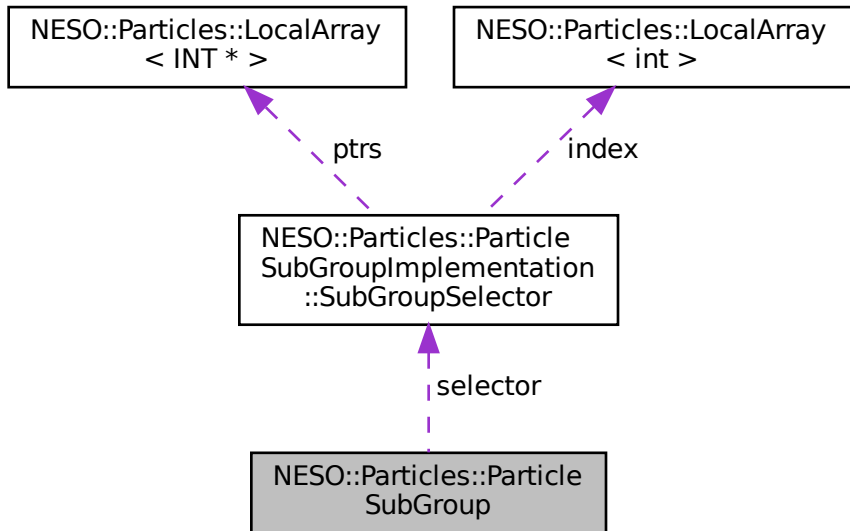 NESO::Particles::LocalArray
< INT * >
NESO::Particles::LocalArray
< int >
ptrs
index
NESO::Particles::Particle
SubGroupImplementation
::SubGroupSelector
selector
NESO::Particles::Particle
SubGroup